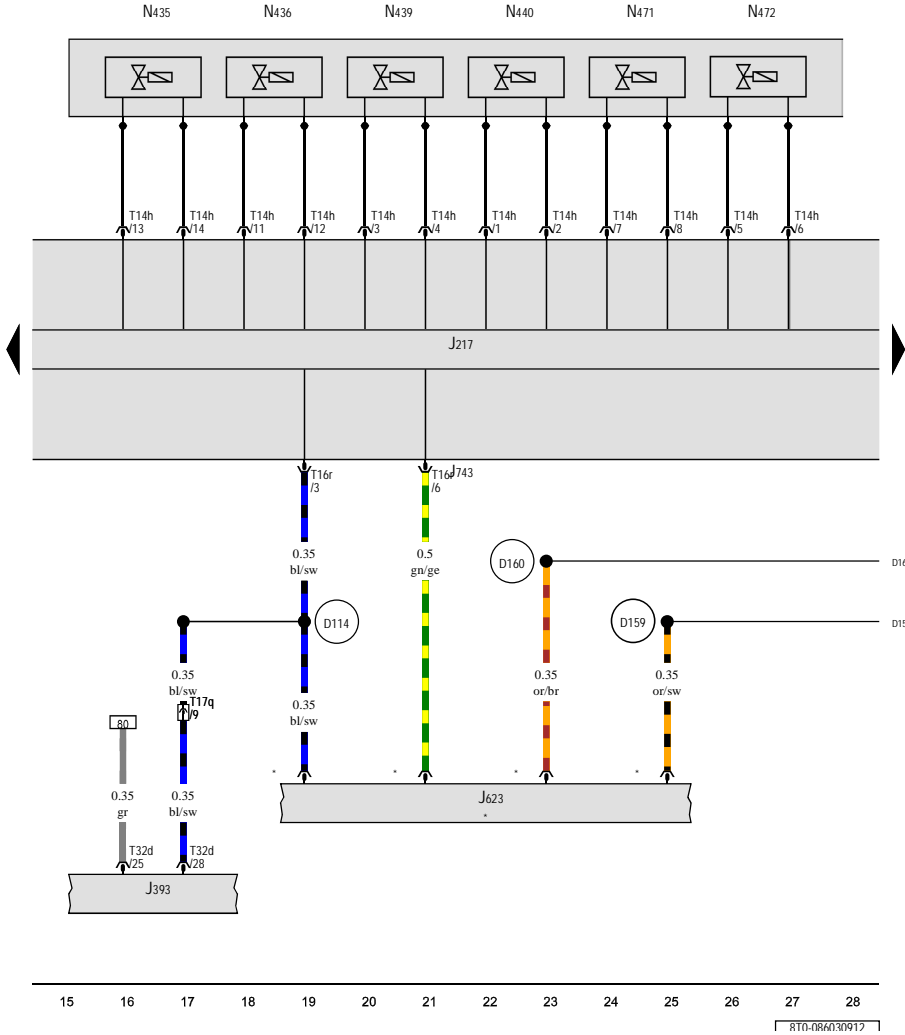 N435 N436 N439 N440 N471 N472
T14h T14h T14h T14h T14h T14h T14h T14h T14h T14h T14h T14h
/13 /14 /11 /12 /3 /4 /1 /2 /7 /8 /5 /6
J217
T16r T16r J743
/3 /6
0.35 0.5
bl/sw gn/ge
D160 D16
D114 D159 D15
0.35 0.35 0.35
bl/sw or/br or/sw
T17q
/9
0.35
bl/sw
80
* * * *
0.35 0.35
gr bl/sw
J623
*
T32d T32d
/25 /28
J393
15 16 17 18 19 20 21 22 23 24 25 26 27 28
8T0-086030912